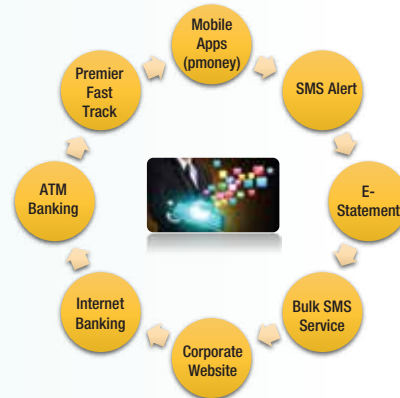 Mobile
Apps
(pmoney)
SMS Alert
E-
Statement
Bulk SMS
Service
Corporate
Website
Internet
Banking
ATM
Banking
Premier
Fast
Track